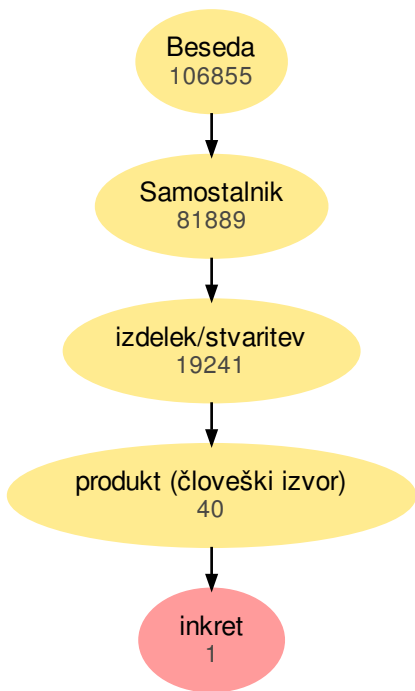 Beseda
106855
Samostalnik
81889
izdelek/stvaritev
19241
produkt (človeški izvor)
40
inkret
1